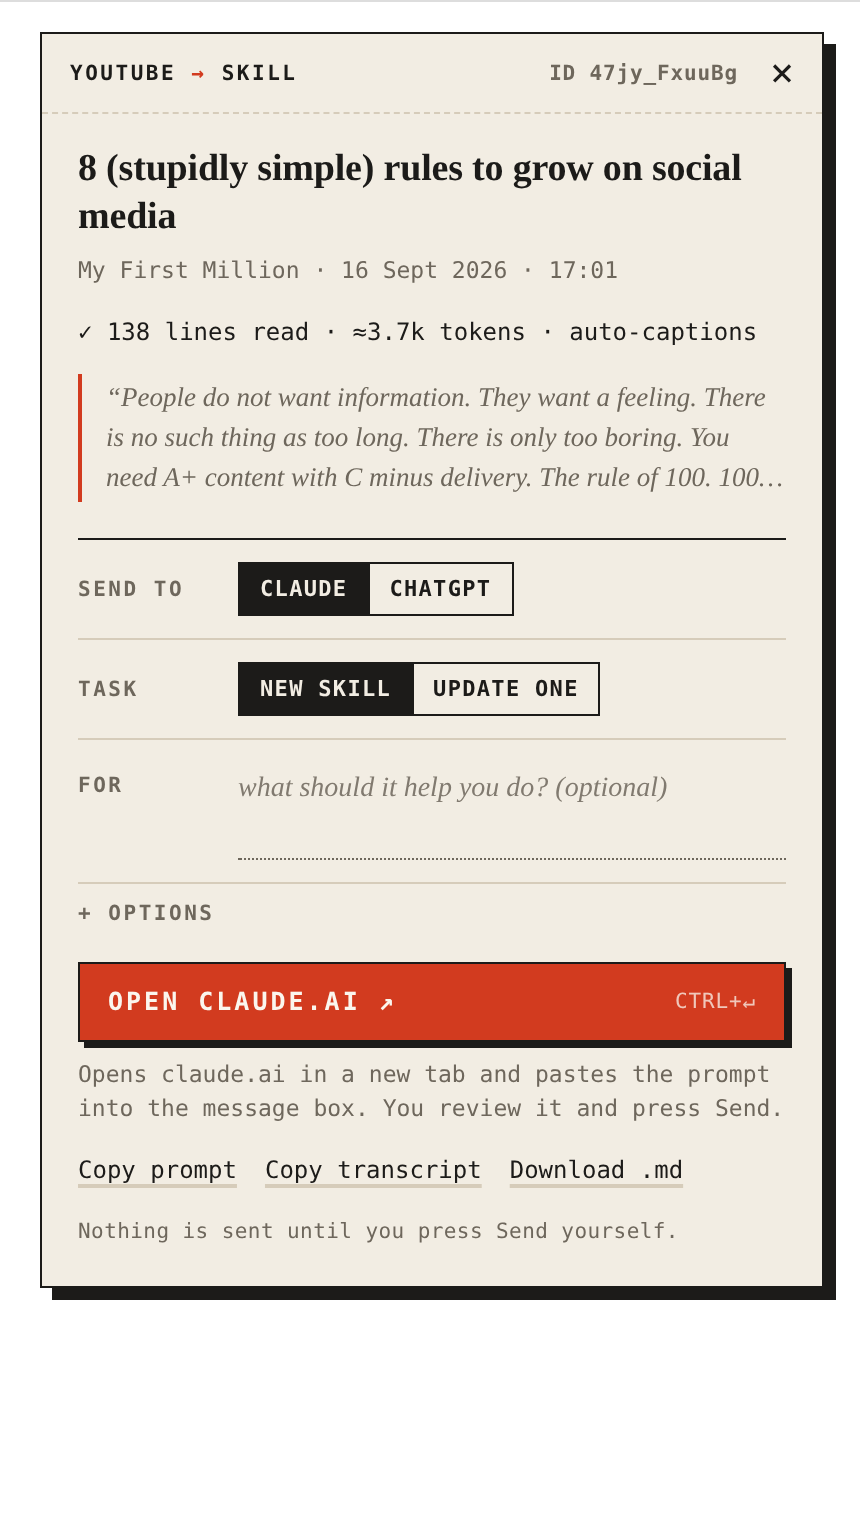 YOUTUBE → SKILL ID 47jy_FxuuBg ✕
8 (stupidly simple) rules to grow on social
media
My First Million · 16 Sept 2026 · 17:01
✓ 138 lines read · ≈3.7k tokens · auto-captions
“People do not want information. They want a feeling. There
is no such thing as too long. There is only too boring. You
need A+ content with C minus delivery. The rule of 100. 100…
SEND TO CLAUDE CHATGPT
TASK NEW SKILL UPDATE ONE
FOR what should it help you do? (optional)
+ OPTIONS
OPEN CLAUDE.AI ↗ CTRL+↵
Opens claude.ai in a new tab and pastes the prompt
into the message box. You review it and press Send.
Copy prompt Copy transcript Download .md
Nothing is sent until you press Send yourself.